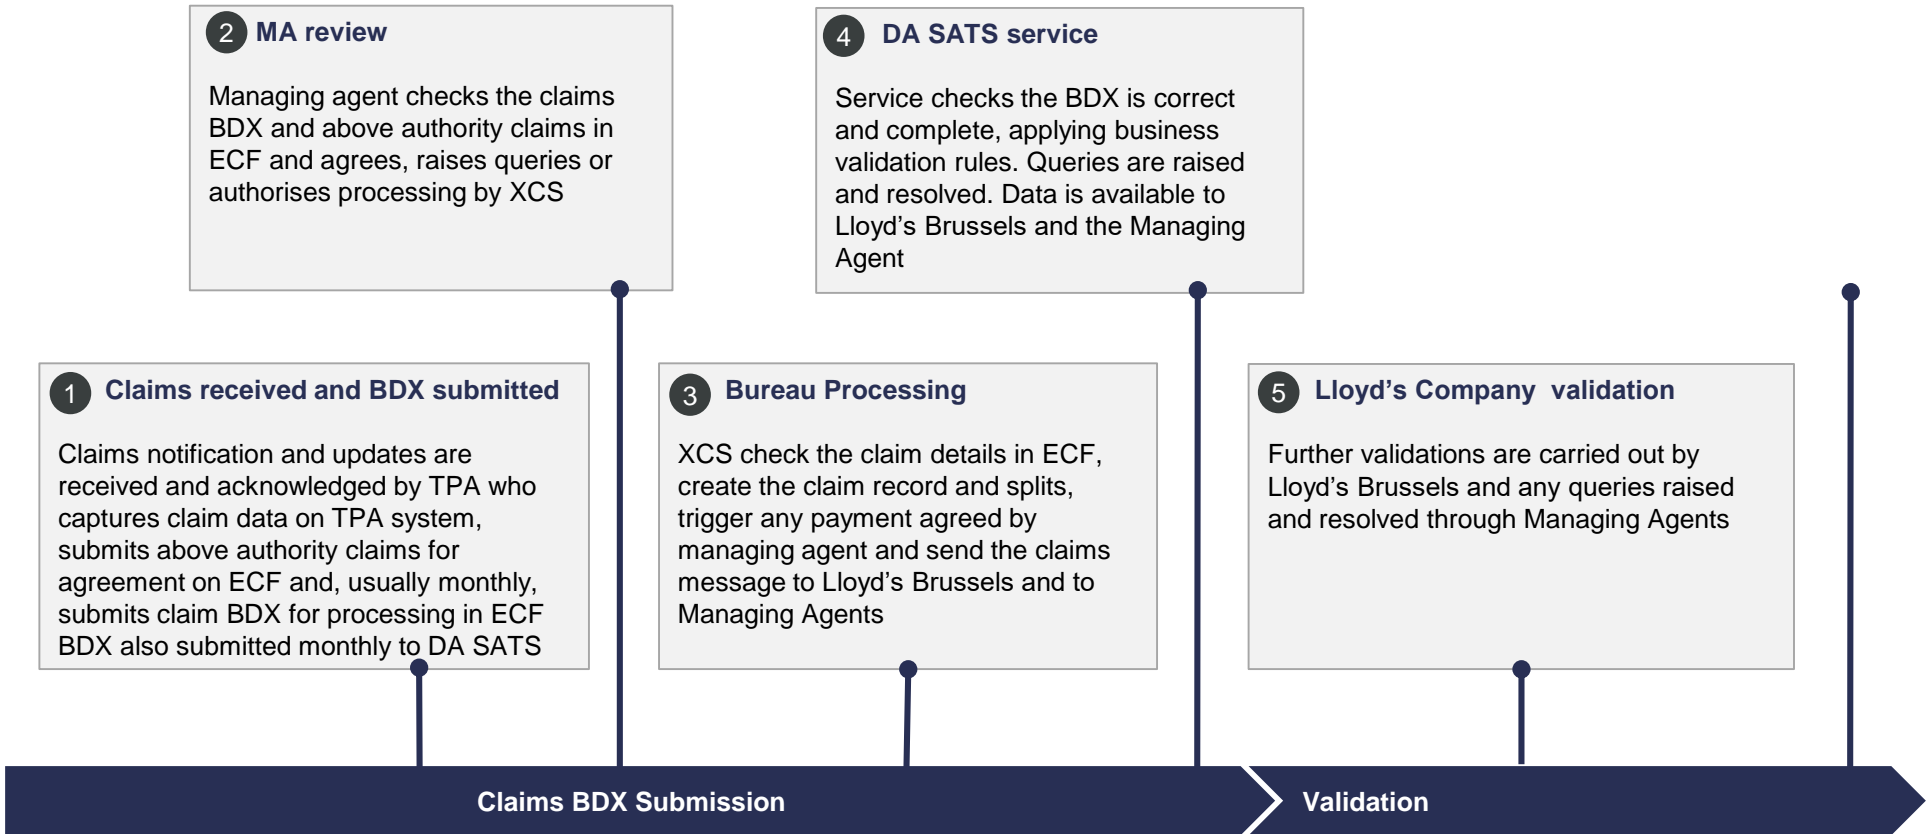 2 MA review
Managing agent checks the claims
BDX and above authority claims in
ECF and agrees, raises queries or
authorises processing by XCS
4 DA SATS service
Service checks the BDX is correct
and complete, applying business
validation rules. Queries are raised
and resolved. Data is available to
Lloyd’s Brussels and the Managing
Agent
1 Claims received and BDX submitted
Claims notification and updates are
received and acknowledged by TPA who
captures claim data on TPA system,
submits above authority claims for
agreement on ECF and, usually monthly,
submits claim BDX for processing in ECF
BDX also submitted monthly to DA SATS
3 Bureau Processing
XCS check the claim details in ECF,
create the claim record and splits,
trigger any payment agreed by
managing agent and send the claims
message to Lloyd’s Brussels and to
Managing Agents
5 Lloyd’s Company validation
Further validations are carried out by
Lloyd’s Brussels and any queries raised
and resolved through Managing Agents
Claims BDX Submission
Validation